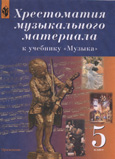 Хрестоматия
музыкального
материала
к учебнику «Музыка»
5